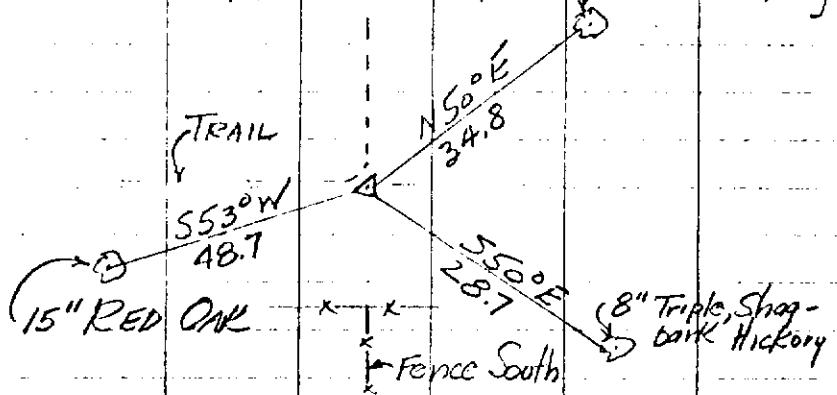 N50°E
34.8
TRAIL
S53°W
48.7
S50°E
28.7
15" RED OAK
8" Triple, Shag-
bark Hickory
Fence South